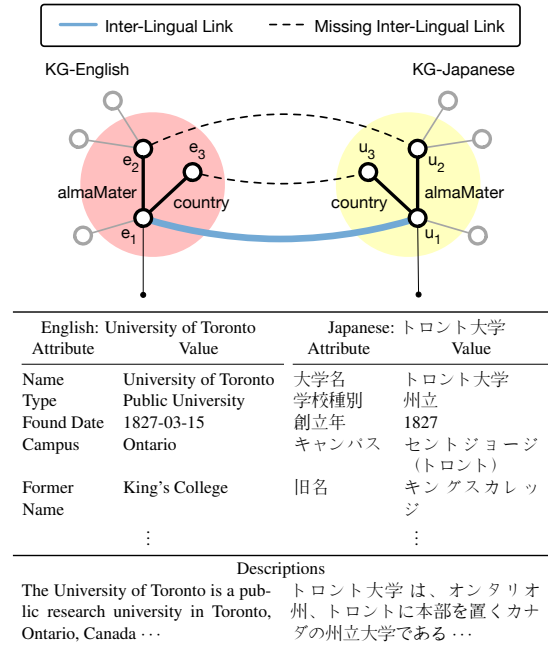 Inter-Lingual Link
Missing Inter-Lingual Link
KG-English
KG-Japanese
e2
e3
u3
u2
almaMater
country
country
almaMater
e1
u1
English: University of Toronto
Japanese: トロント大学
Attribute Value Attribute Value
Name University of Toronto 大学名 トロント大学
Type Public University 学校種別 州立
Found Date 1827-03-15 創立年 1827
Campus Ontario キャンパス セントジョージ
(トロント)
Former King's College 旧名 キングスカレッ
Name ジ
⋮ ⋮
Descriptions
The University of Toronto is a pub-
lic research university in Toronto,
Ontario, Canada ···
トロント大学 は、オンタリオ
州、トロントに本部を置くカナ
ダの州立大学である ···